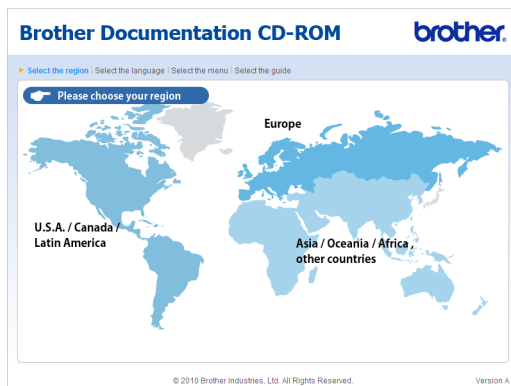 Brother Documentation CD-ROM
brother.
Select the region | Select the language | Select the menu | Select the guide
Please choose your region
Europe
U.S.A. / Canada /
Latin America
Asia / Oceania / Africa ,
other countries
© 2010 Brother Industries, Ltd. All Rights Reserved.
Version A